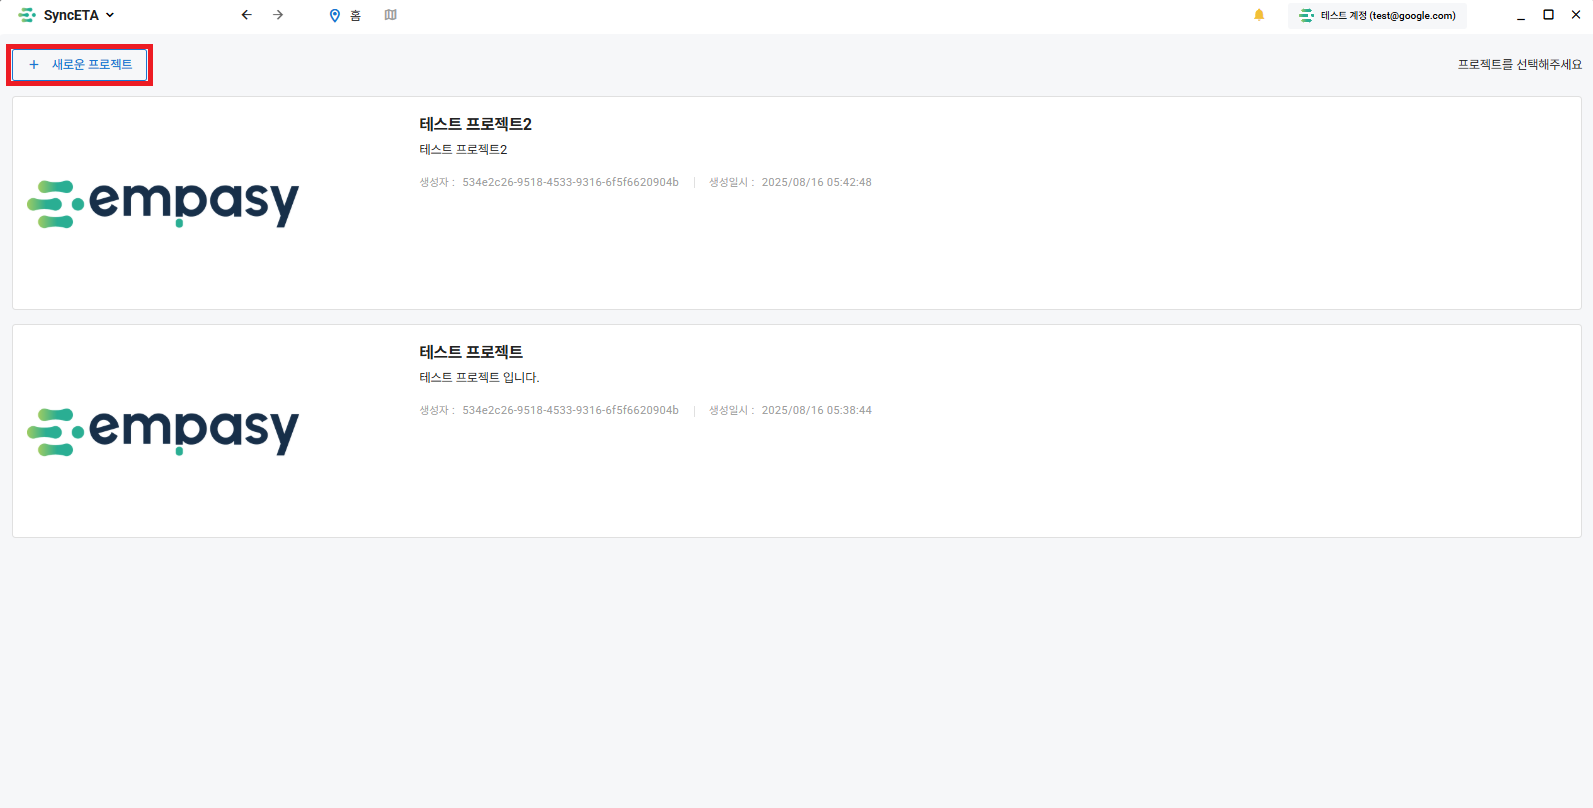 SyncETA
홈
테스트 계정 (test@google.com)
+ 새로운 프로젝트
프로젝트를 선택해주세요
empasy
테스트 프로젝트2
테스트 프로젝트2
생성자 : 534e2c26-9518-4533-9316-6f5f6620904b 생성일시 : 2025/08/16 05:42:48
empasy
테스트 프로젝트
테스트 프로젝트 입니다.
생성자 : 534e2c26-9518-4533-9316-6f5f6620904b 생성일시 : 2025/08/16 05:38:44